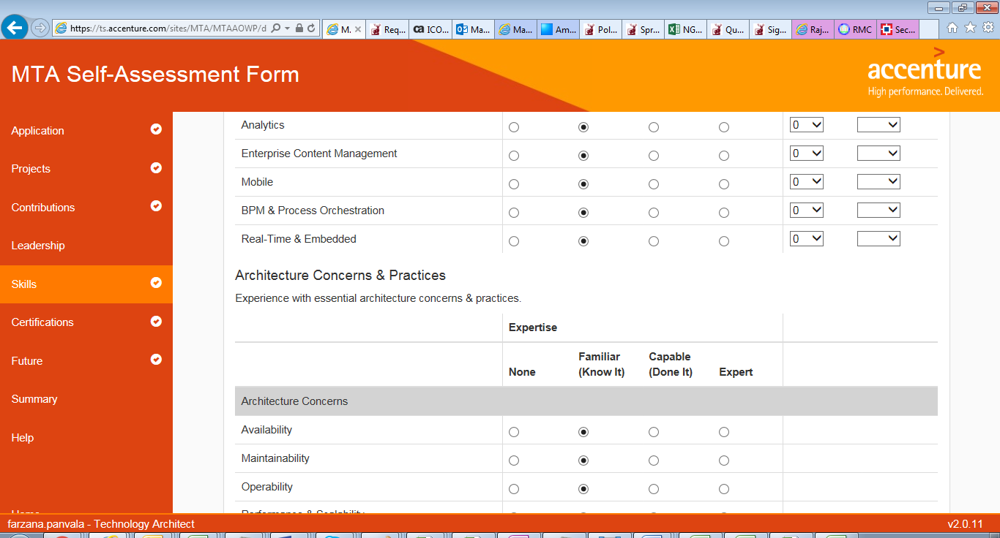 https://ts.accenture.com/sites/MTA/MTAAOWP/d
M.
Req...
ca ICO...
Ma...
Ma...
Am...
Pol...
Spr...
NG...
Qu...
Sig...
Raj...
RMC
Sec...
MTA Self-Assessment Form
accenture
High performance. Delivered.
Application
Projects
Contributions
Leadership
Skills
Certifications
Future
Summary
Help
Home
Analytics 0
Enterprise Content Management 0
Mobile 0
BPM & Process Orchestration 0
Real-Time & Embedded 0
Architecture Concerns & Practices
Experience with essential architecture concerns & practices.
Expertise
None Familiar (Know It) Capable (Done It) Expert
Architecture Concerns
Availability
Maintainability
Operability
Performance & Scalability
farzana.panvala - Technology Architect
v2.0.11